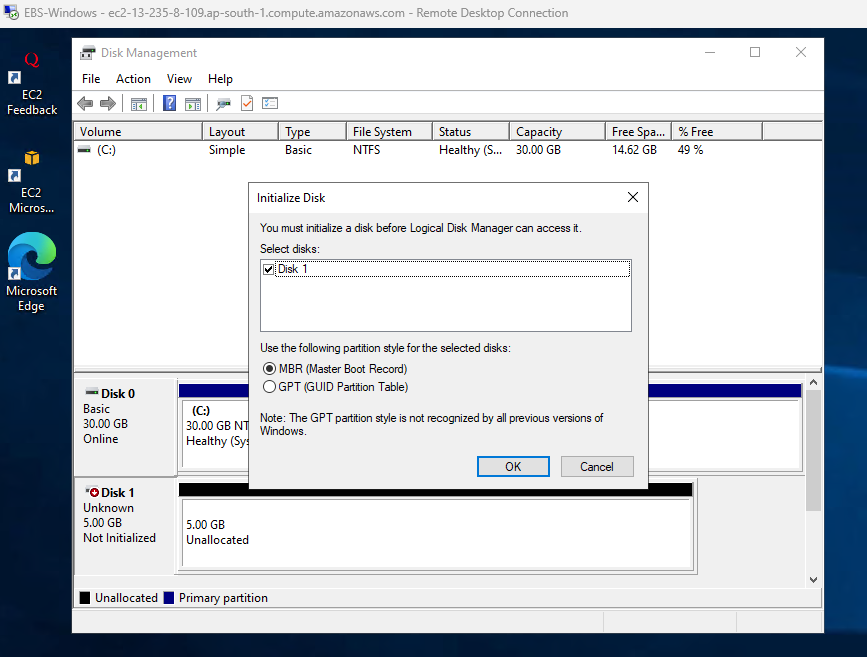 EBS-Windows - ec2-13-235-8-109.ap-south-1.compute.amazonaws.com - Remote Desktop Connection
EC2
Feedback
EC2
Micros...
Microsoft
Edge
Disk Management
File Action View Help
Volume Layout Type File System Status Capacity Free Spa... % Free
(C:) Simple Basic NTFS Healthy (S... 30.00 GB 14.62 GB 49 %
Initialize Disk
You must initialize a disk before Logical Disk Manager can access it.
Select disks:
Disk 1
Use the following partition style for the selected disks:
MBR (Master Boot Record)
GPT (GUID Partition Table)
Note: The GPT partition style is not recognized by all previous versions of
Windows.
OK Cancel
Disk 0
Basic
30.00 GB
Online
(C:)
30.00 GB NT
Healthy (Sys
Disk 1
Unknown
5.00 GB
Not Initialized
5.00 GB
Unallocated
Unallocated Primary partition